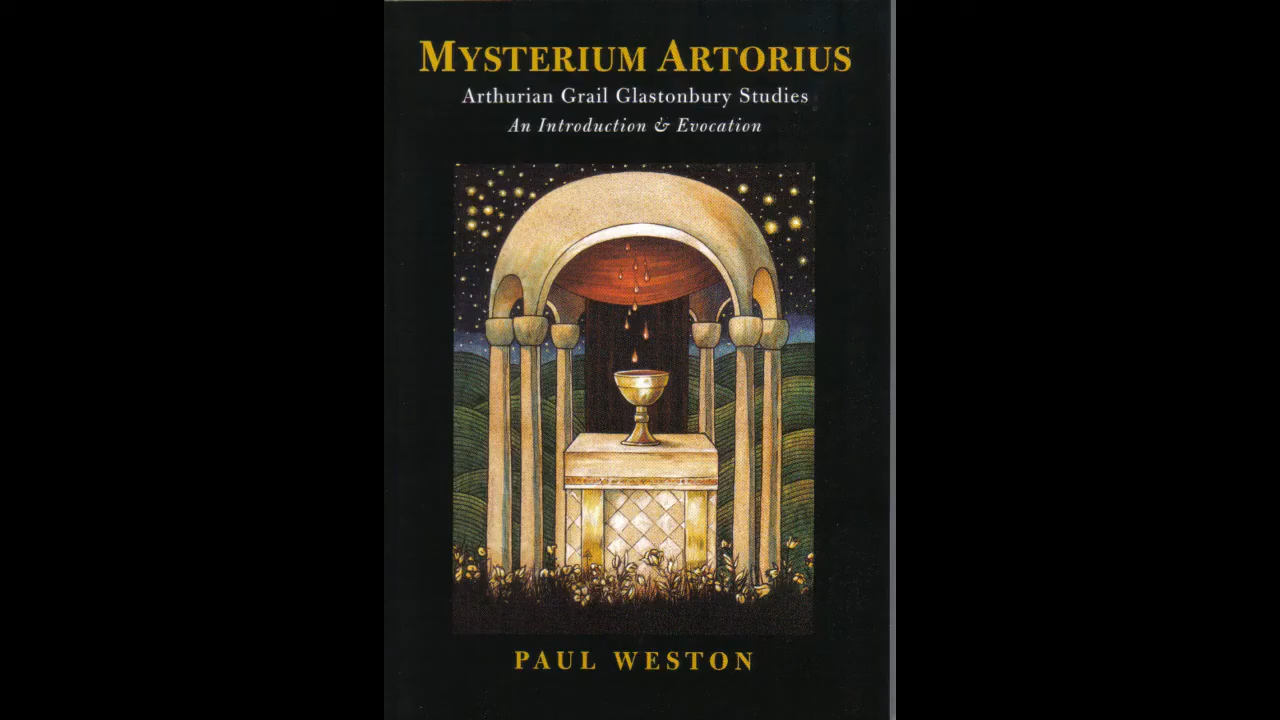 MYSTERIUM ARTORIUS
Arthurian Grail Glastonbury Studies
An Introduction & Evocation
PAUL WESTON